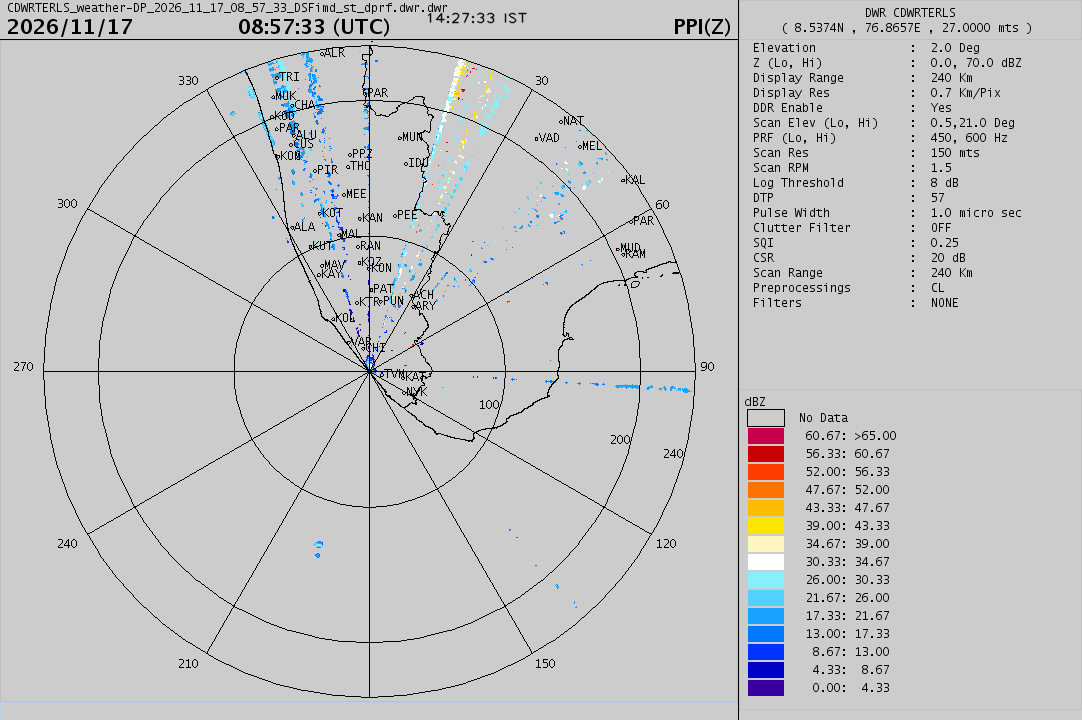 CDWRTERLS_weather-DP_2026_11_17_08_57_33_DSFimd_st_dprf.dwr.dwr
2026/11/17 08:57:33 (UTC) 14:27:33 IST PPI(Z)
DWR CDWRTERLS
( 8.5374N , 76.8657E , 27.0000 mts )
Elevation : 2.0 Deg
Z (Lo, Hi) : 0.0, 70.0 dBZ
Display Range : 240 Km
Display Res : 0.7 Km/Pix
DDR Enable : Yes
Scan Elev (Lo, Hi) : 0.5,21.0 Deg
PRF (Lo, Hi) : 450, 600 Hz
Scan Res : 150 mts
Scan RPM : 1.5
Log Threshold : 8 dB
DTP : 57
Pulse Width : 1.0 micro sec
Clutter Filter : OFF
SQI : 0.25
CSR : 20 dB
Scan Range : 240 Km
Preprocessings : CL
Filters : NONE
dBZ
No Data
60.67: >65.00
56.33: 60.67
52.00: 56.33
47.67: 52.00
43.33: 47.67
39.00: 43.33
34.67: 39.00
30.33: 34.67
26.00: 30.33
21.67: 26.00
17.33: 21.67
13.00: 17.33
8.67: 13.00
4.33: 8.67
0.00: 4.33
ALR
330 TRI 30
MUK PAR
CHA
KOD
NAT
PAR
ALU MUN VAD
CUS MEL
KON PPZ
THO IDU
PIR
KAL
MEE
300 60
KOT KAN PEE
PAR
ALA MAL
KUT RAN MUD
RAM
MAV KOZ KON
KAY
PAT ACH
KTR PUN ARY
KOL
VAR
CHI
270 TVM KAT 90
NYK
100
200
240
240 120
210 150